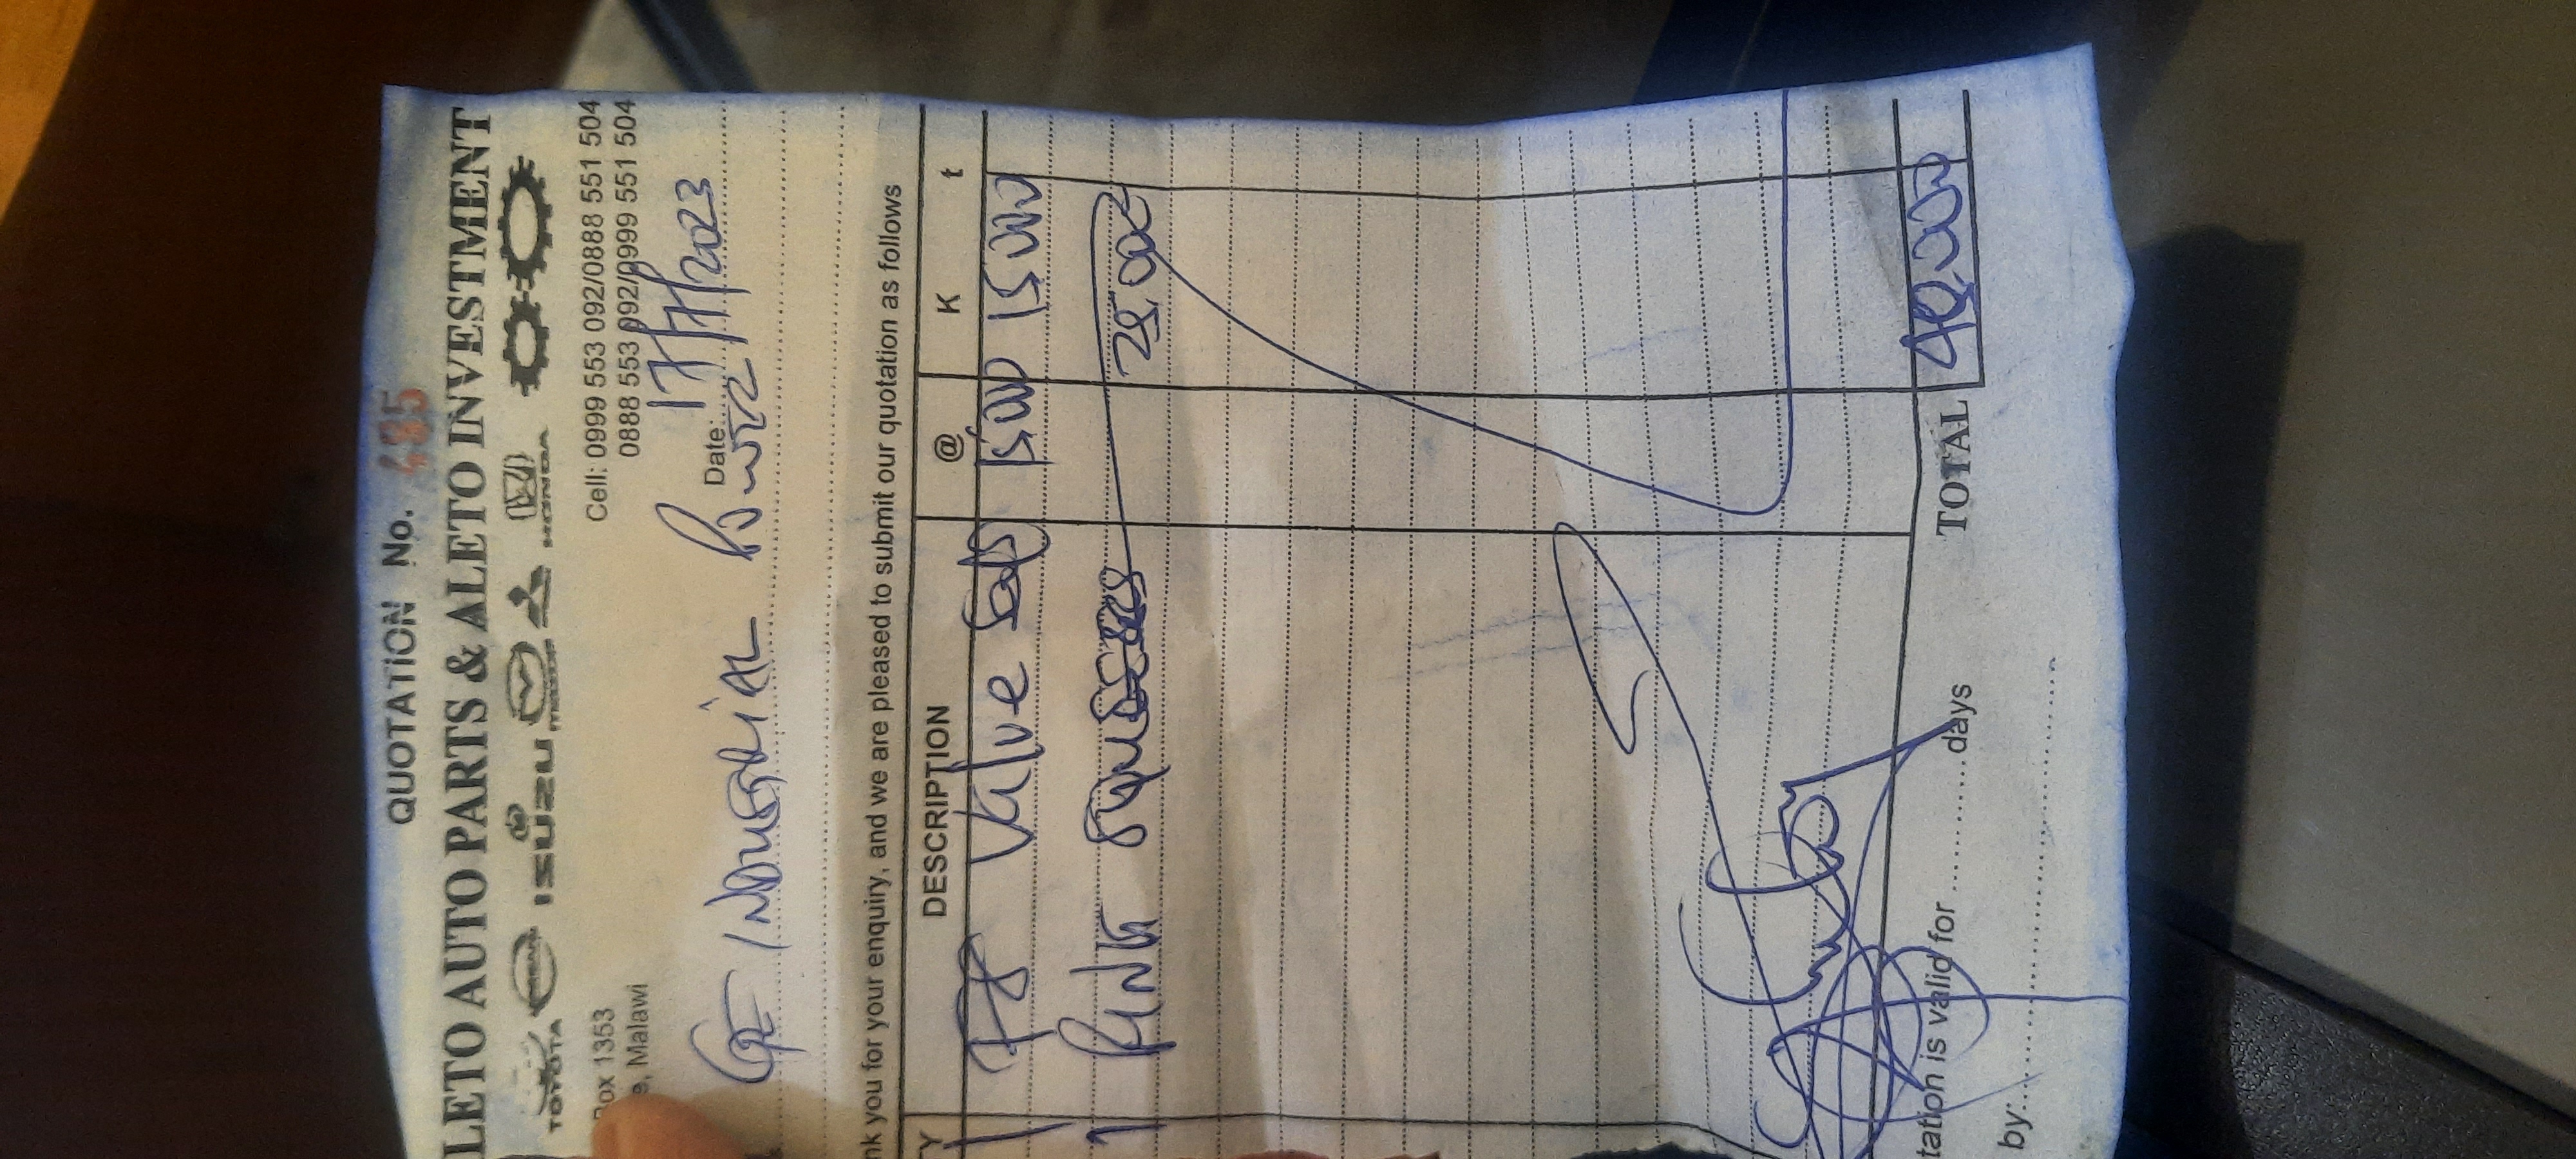 QUOTATION No. 485
LETO AUTO PARTS & ALETO INVESTMENT
TOYOTA NISSAN ISUZU mazda HONDA
Box 1353
e, Malawi
Cell: 0999 553 092/0888 551 504
0888 553 092/0999 551 504
Date: 17/7/2023
GE INDUSTRIAL POWER
nk you for your enquiry, and we are pleased to submit our quotation as follows
TY DESCRIPTION @ K t
1 F8 Valve 15000 15000
1 25,000
tation is valid for ............ days
TOTAL 40,000
by: